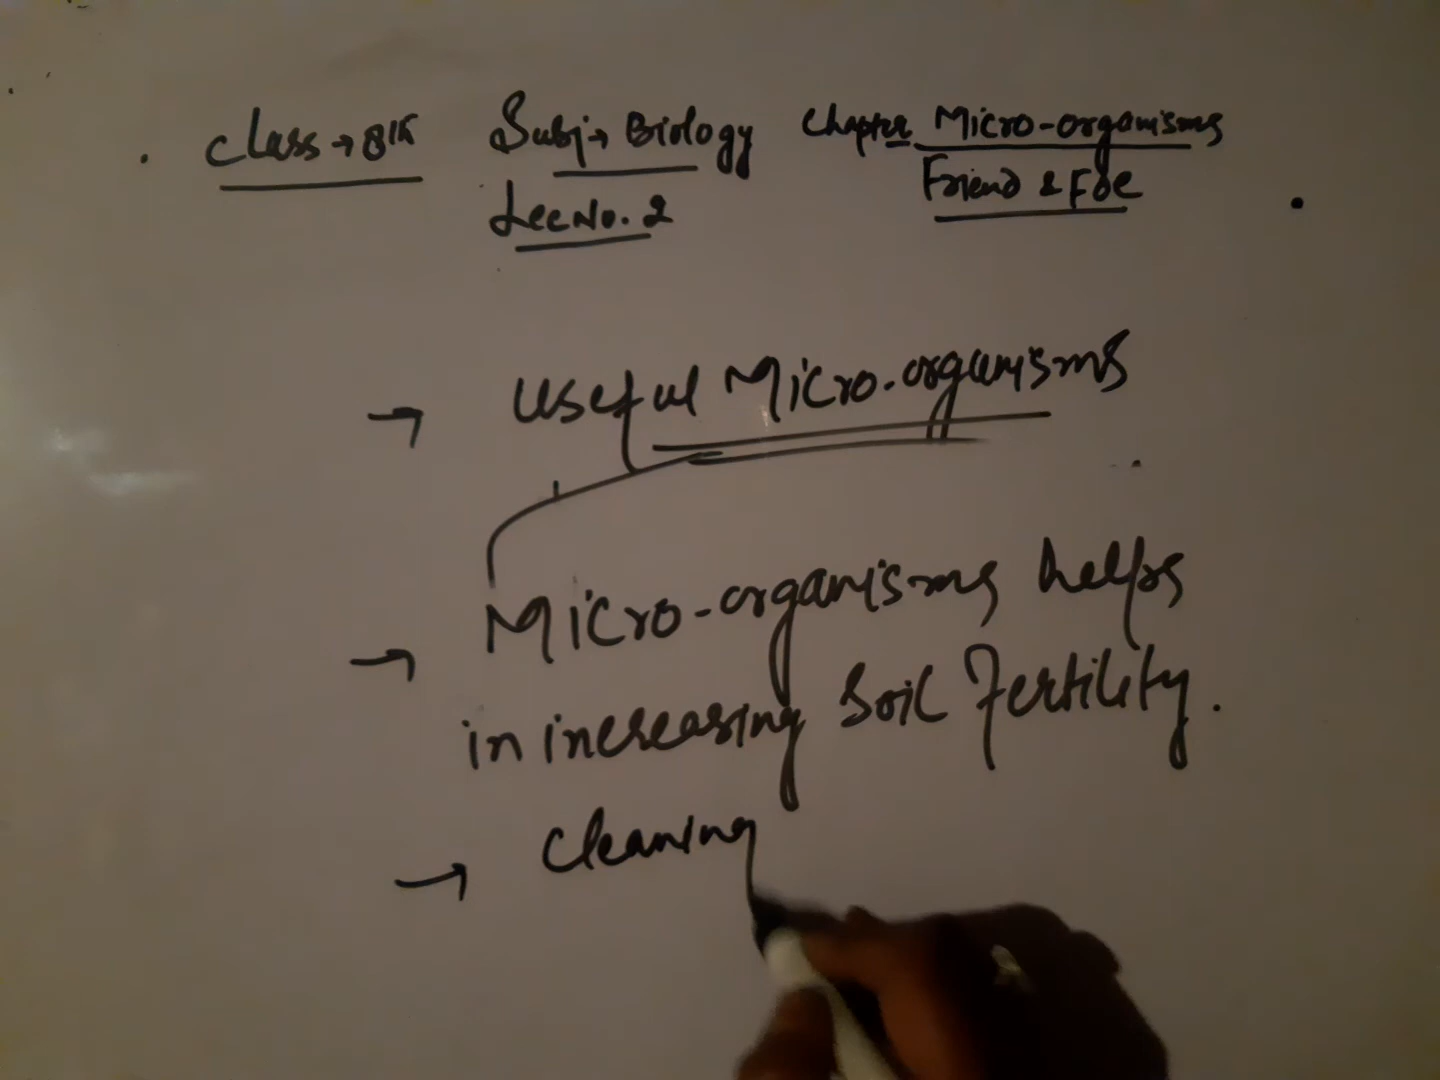 Class → 8th Subj → Biology Chapter Micro-organisms
Lec No. 2 Friend & Foe
→ Useful Micro-organisms
→ Micro-organisms helps
in increasing Soil Fertility.
→ Cleaning